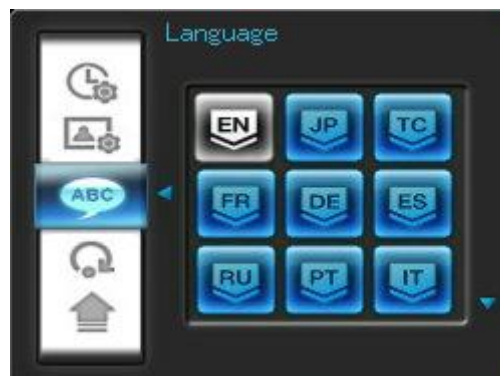 Language
EN JP TC
ABC
FR DE ES
RU PT IT